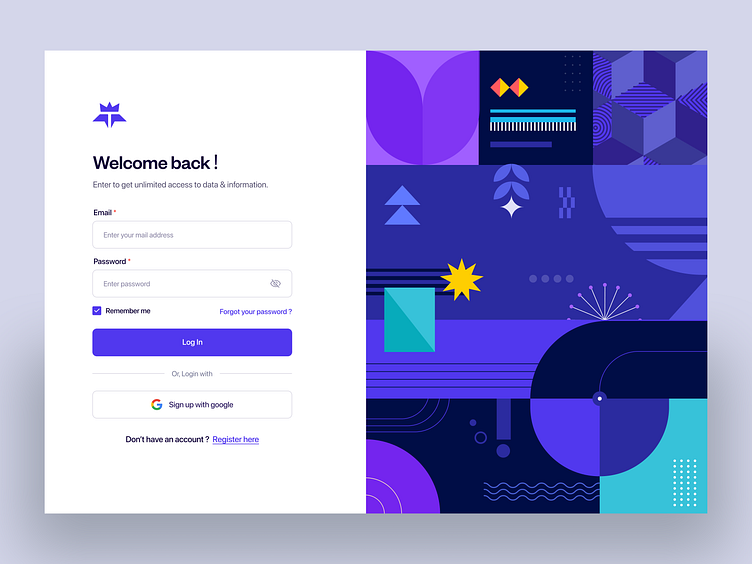 Welcome back !
Enter to get unlimited access to data & information.
Email *
Enter your mail address
Password *
Enter password
Remember me
Forgot your password ?
Log In
Or, Login with
Sign up with google
Don't have an account ? Register here